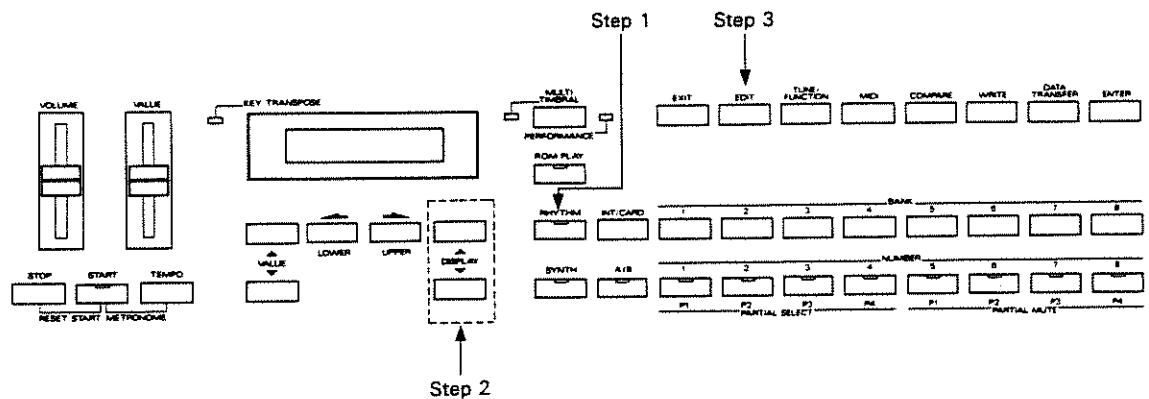 Step 1
Step 3
VOLUME
VALUE
KEY TRANSPOSE
MULTI
TIMBRAL
PERFORMANCE
EXIT
EDIT
TUNE/
FUNCTION
MIDI
COMPARE
WRITE
DATA
TRANSFER
ENTER
ROM PLAY
RHYTHM
INT/CARD
BANK
1 2 3 4 5 6 7 8
VALUE
LOWER
UPPER
DISPLAY
STOP
START
TEMPO
RESET START METRONOME
SYNTH
A/B
NUMBER
1 2 3 4 5 6 7 8
P1 P2 P3 P4 P1 P2 P3 P4
PARTIAL SELECT
PARTIAL MUTE
Step 2